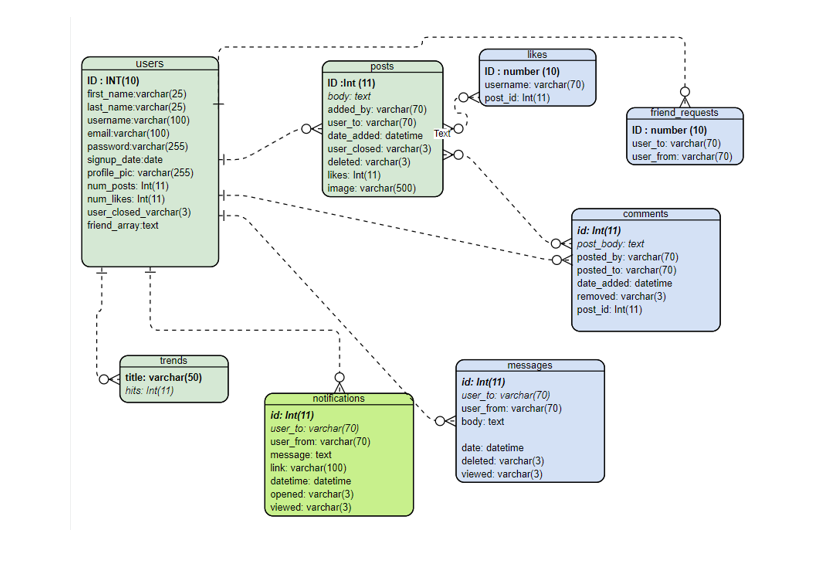 users
ID : INT(10)
first_name:varchar(25)
last_name:varchar(25)
username:varchar(100)
email:varchar(100)
password:varchar(255)
signup_date:date
profile_pic: varchar(255)
num_posts: Int(11)
num_likes: Int(11)
user_closed_varchar(3)
friend_array:text
posts
ID :Int (11)
body: text
added_by: varchar(70)
user_to: varchar(70)
date_added: datetime
user_closed: varchar(3)
deleted: varchar(3)
likes: Int(11)
image: varchar(500)
Text
likes
ID : number (10)
username: varchar(70)
post_id: Int(11)
friend_requests
ID : number (10)
user_to: varchar(70)
user_from: varchar(70)
comments
id: Int(11)
post_body: text
posted_by: varchar(70)
posted_to: varchar(70)
date_added: datetime
removed: varchar(3)
post_id: Int(11)
trends
title: varchar(50)
hits: Int(11)
notifications
id: Int(11)
user_to: varchar(70)
user_from: varchar(70)
message: text
link: varchar(100)
datetime: datetime
opened: varchar(3)
viewed: varchar(3)
messages
id: Int(11)
user_to: varchar(70)
user_from: varchar(70)
body: text
date: datetime
deleted: varchar(3)
viewed: varchar(3)